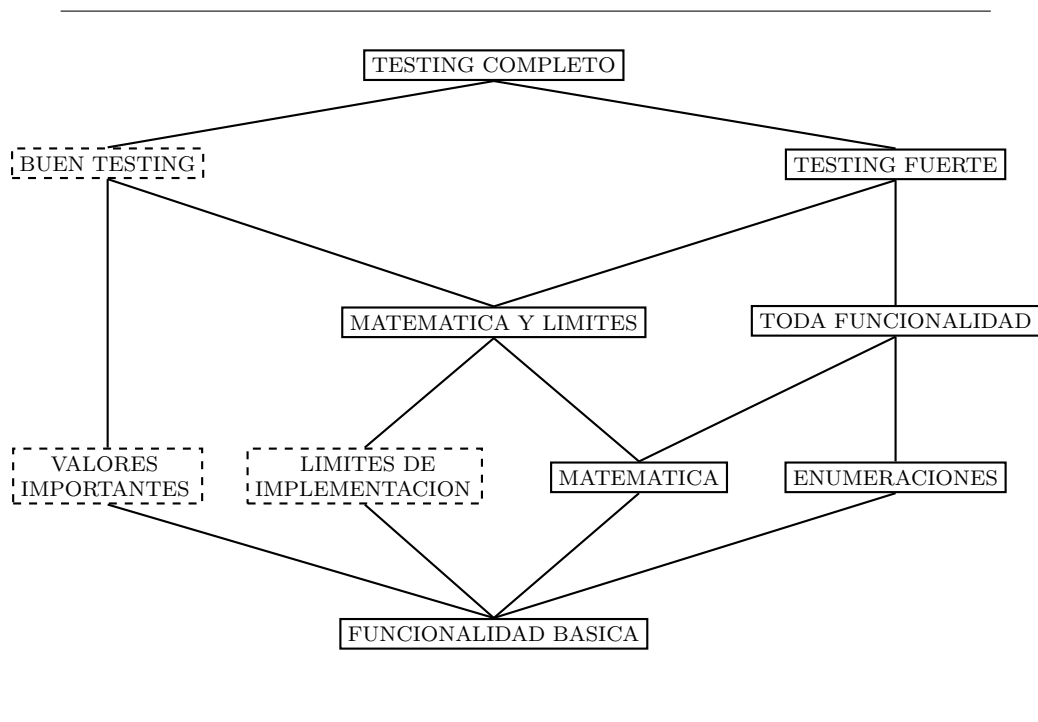 TESTING COMPLETO
BUEN TESTING
TESTING FUERTE
MATEMATICA Y LIMITES
TODA FUNCIONALIDAD
VALORES
IMPORTANTES
LIMITES DE
IMPLEMENTACION
MATEMATICA
ENUMERACIONES
FUNCIONALIDAD BASICA